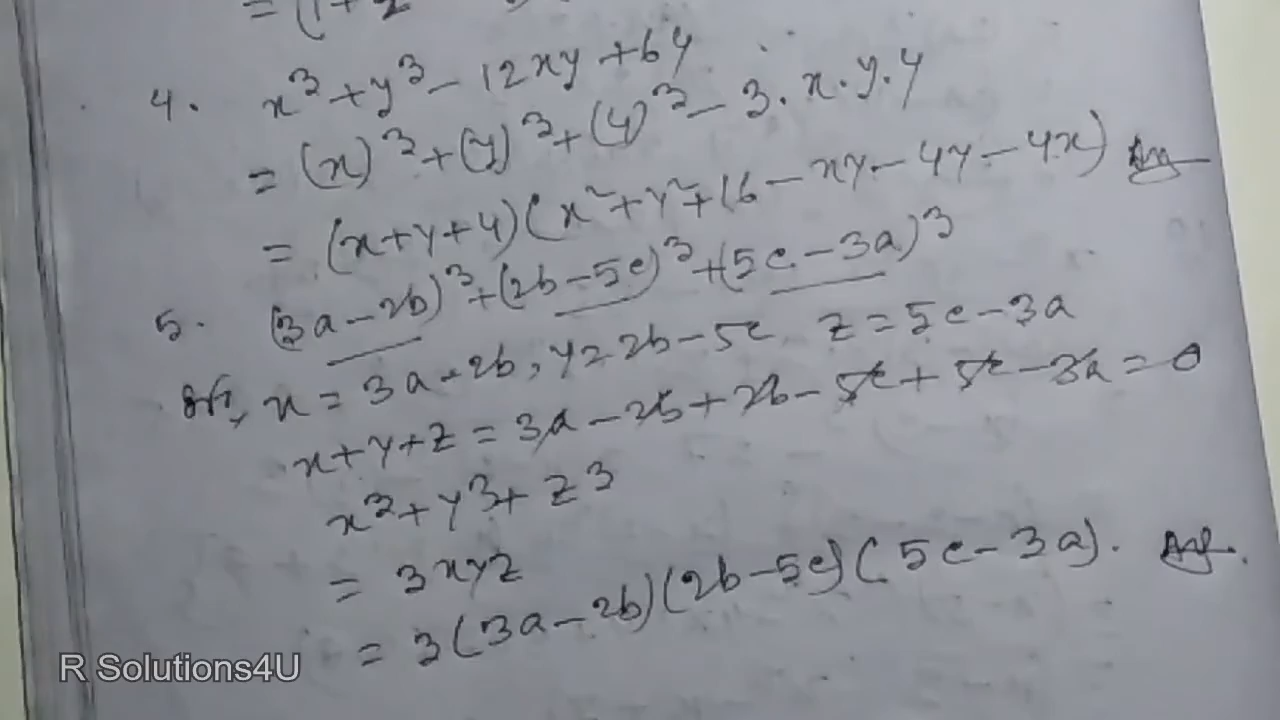 = (1+2
4. x³ + y³ - 12xy + 64
= (x)³ + (y)³ + (4)³ - 3.x.y.4
= (x+y+4)(x²+y²+16-xy-4y-4x) Ans
5. (3a-2b)³+(2b-5c)³+(5c-3a)³
x = 3a-2b, y = 2b-5c z = 5c-3a
x+y+z = 3a-2b+2b-5c+5c-3a=0
x³+y³+z³
= 3xyz
= 3(3a-2b)(2b-5c)(5c-3a). Ans.
R Solutions4U